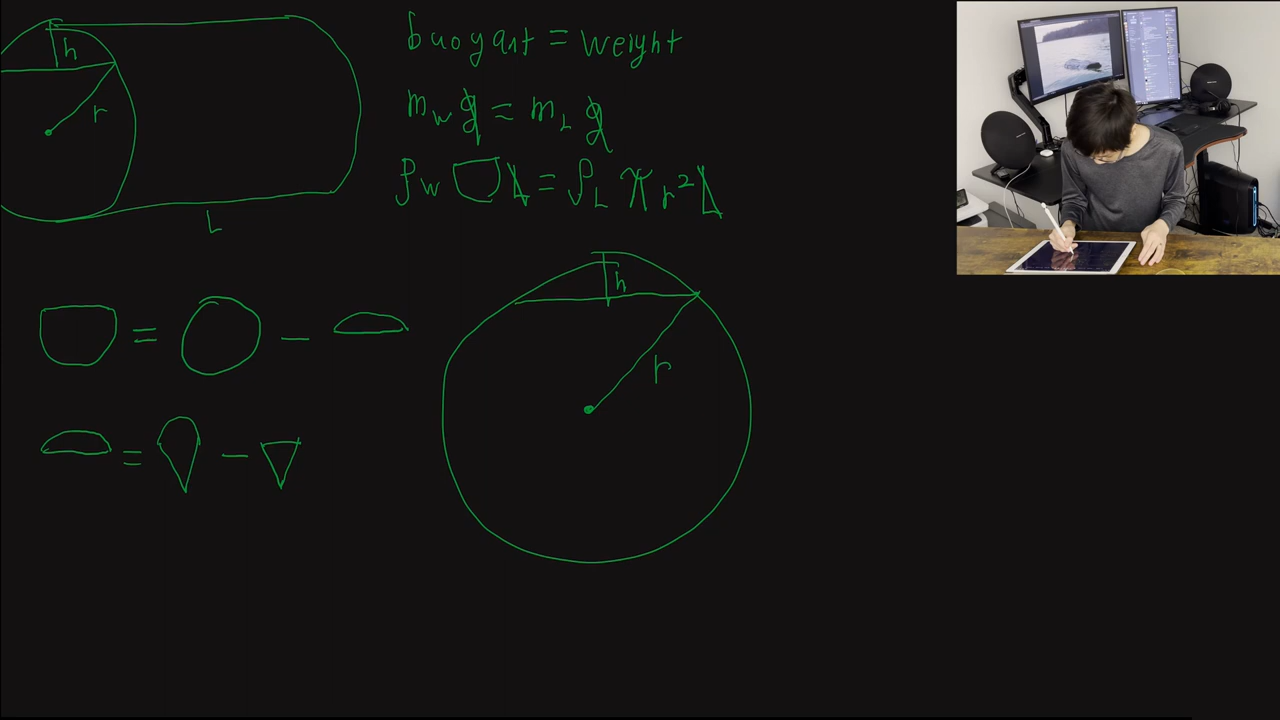 h
r
L
buoyant = weight
m_w g = m_L g
ρ_w L = ρ_L π r² L
=
-
=
-
h
r